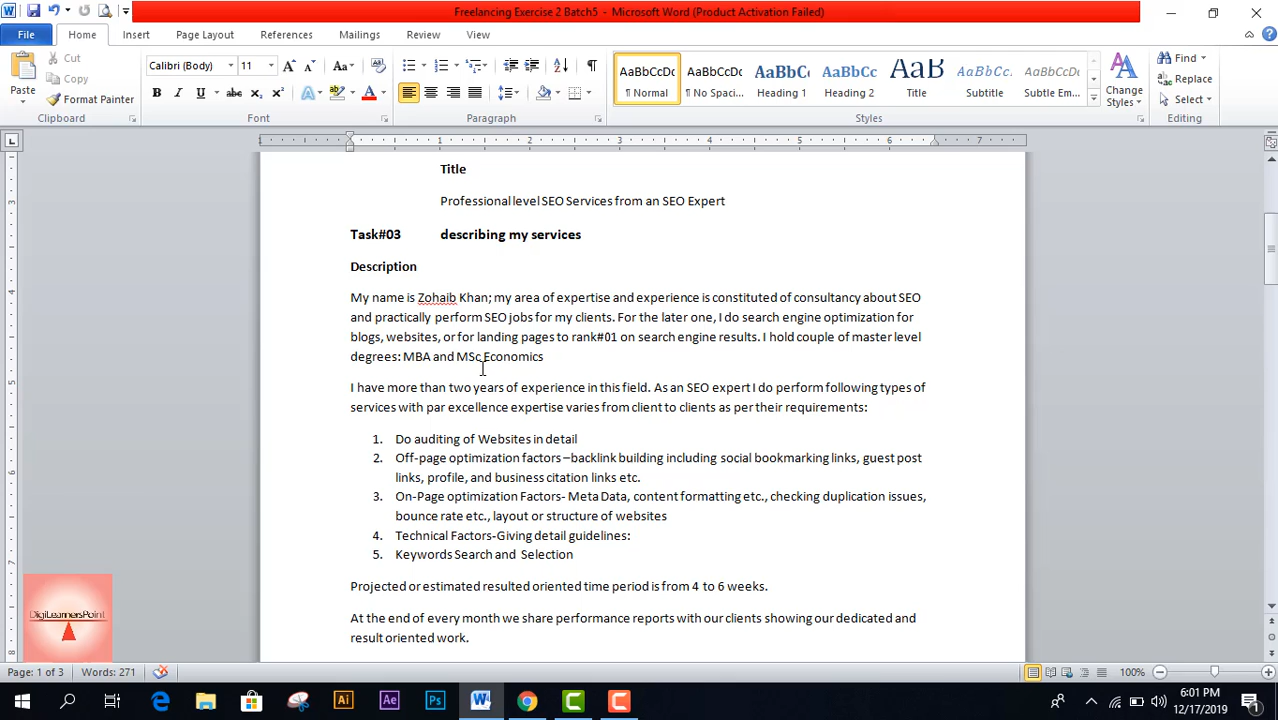 Freelancing Exercise 2 Batch5 - Microsoft Word (Product Activation Failed)
File Home Insert Page Layout References Mailings Review View
Cut
Copy
Format Painter
Paste
Calibri (Body) 11
AaBbCcDc AaBbCcDc AaBbCc AaBbCc AaB AaBbCcDc AaBbCcDc
¶ Normal ¶ No Spaci... Heading 1 Heading 2 Title Subtitle Subtle Em...
Change Styles
Find
Replace
Select
Clipboard Font Paragraph Styles Editing
1 1 2 3 4 5 6 7
Title
Professional level SEO Services from an SEO Expert
Task#03 describing my services
Description
My name is Zohaib Khan; my area of expertise and experience is constituted of consultancy about SEO
and practically perform SEO jobs for my clients. For the later one, I do search engine optimization for
blogs, websites, or for landing pages to rank#01 on search engine results. I hold couple of master level
degrees: MBA and MSc Economics
I have more than two years of experience in this field. As an SEO expert I do perform following types of
services with par excellence expertise varies from client to clients as per their requirements:
1. Do auditing of Websites in detail
2. Off-page optimization factors –backlink building including social bookmarking links, guest post
links, profile, and business citation links etc.
3. On-Page optimization Factors- Meta Data, content formatting etc., checking duplication issues,
bounce rate etc., layout or structure of websites
4. Technical Factors-Giving detail guidelines:
5. Keywords Search and Selection
Projected or estimated resulted oriented time period is from 4 to 6 weeks.
At the end of every month we share performance reports with our clients showing our dedicated and
result oriented work.
DigiLearnersPoint
Page: 1 of 3 Words: 271 100%
6:01 PM
12/17/2019